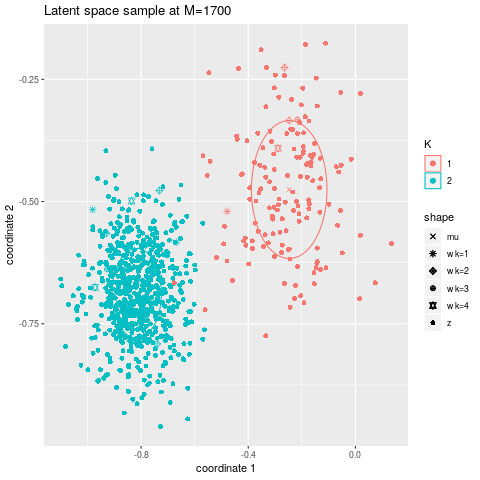 Latent space sample at M=1700
K
1
2
shape
mu
w k=1
w k=2
w k=3
w k=4
z
-0.25
-0.50
-0.75
-0.8
-0.4
0.0
coordinate 1
coordinate 2